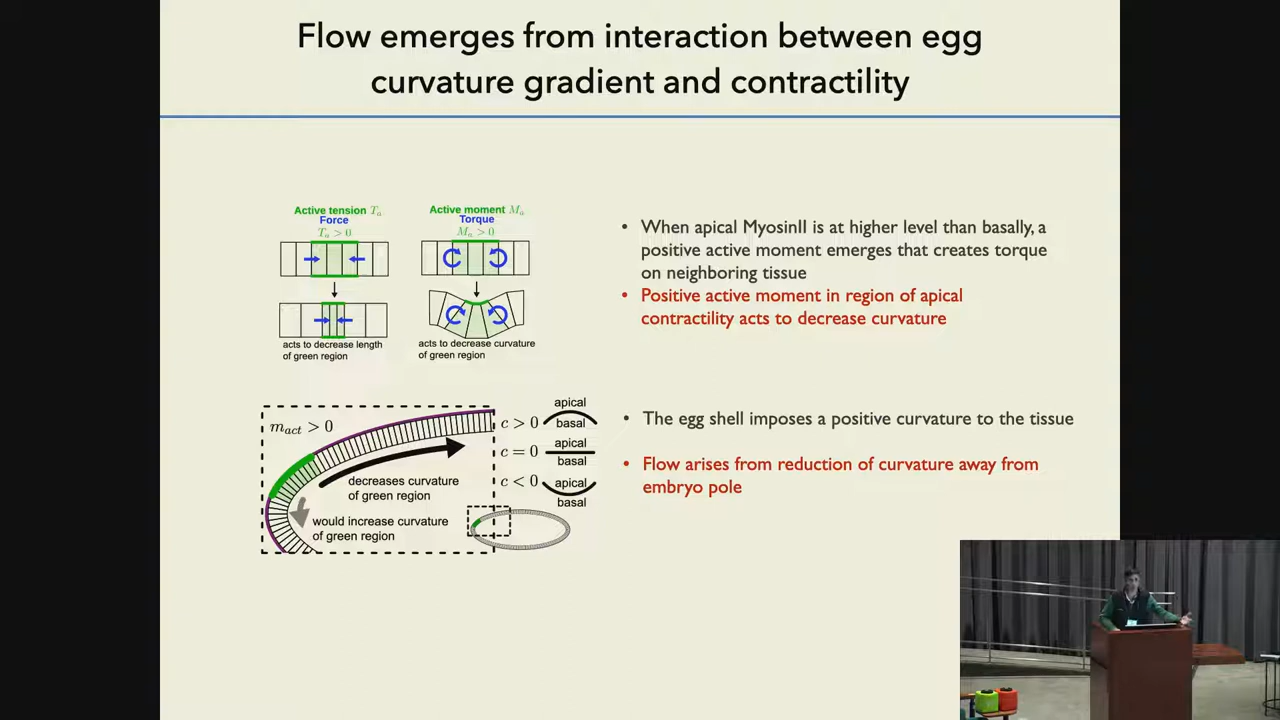 Flow emerges from interaction between egg
curvature gradient and contractility
Active tension Tₐ
Force
Tₐ > 0
acts to decrease length
of green region
Active moment Mₐ
Torque
Mₐ > 0
acts to decrease curvature
of green region
• When apical MyosinII is at higher level than basally, a
positive active moment emerges that creates torque
on neighboring tissue
• Positive active moment in region of apical
contractility acts to decrease curvature
m_act > 0
decreases curvature
of green region
would increase curvature
of green region
apical
c > 0
basal
apical
c = 0
basal
apical
c < 0
basal
• The egg shell imposes a positive curvature to the tissue
• Flow arises from reduction of curvature away from
embryo pole